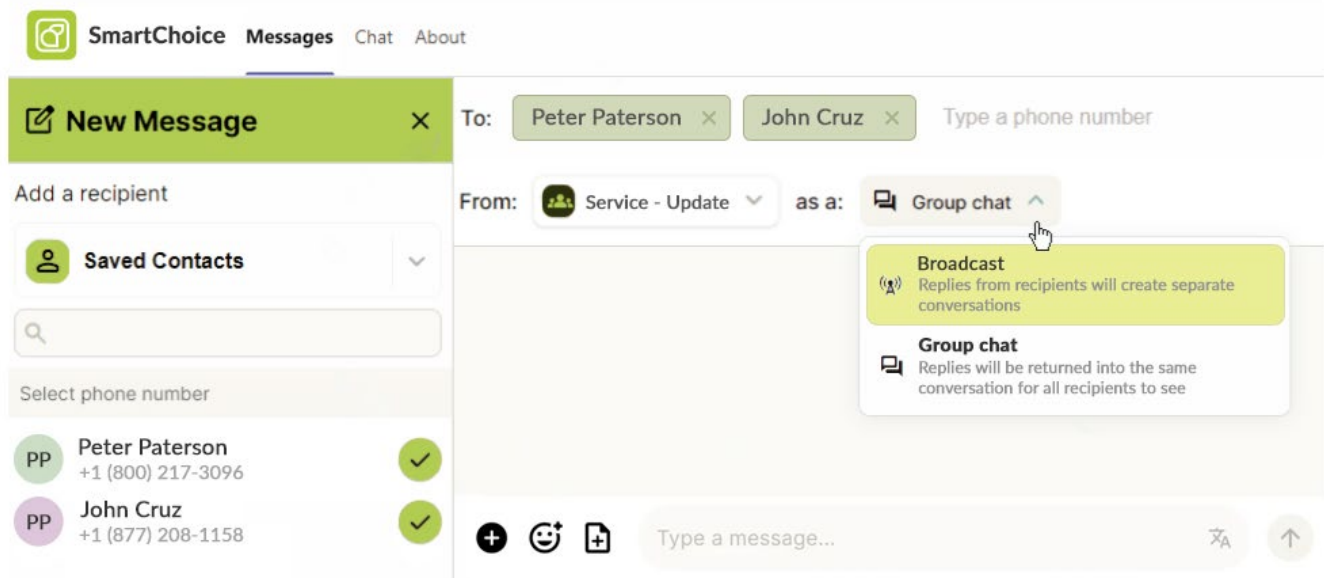 SmartChoice Messages Chat About
New Message
Add a recipient
Saved Contacts
Select phone number
PP Peter Paterson
+1 (800) 217-3096
PP John Cruz
+1 (877) 208-1158
To: Peter Paterson John Cruz Type a phone number
From: Service - Update as a: Group chat
Broadcast
Replies from recipients will create separate
conversations
Group chat
Replies will be returned into the same
conversation for all recipients to see
Type a message...